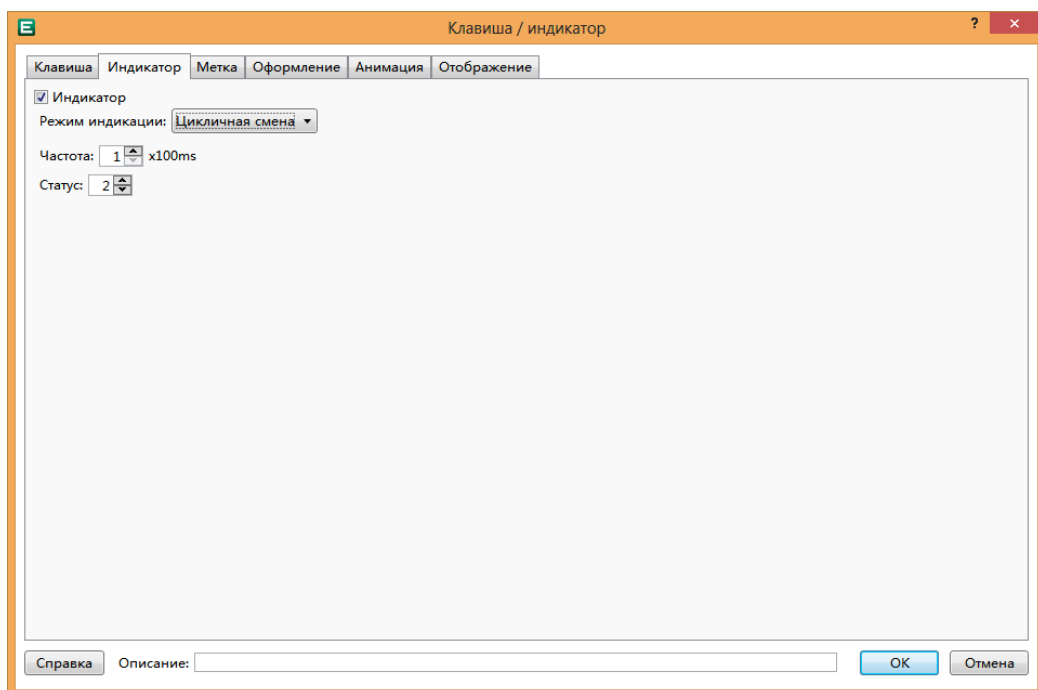 E Клавиша / индикатор ? ×
Клавиша Индикатор Метка Оформление Анимация Отображение
Индикатор
Режим индикации: Цикличная смена
Частота: 1 x100ms
Статус: 2
Справка Описание: OK Отмена